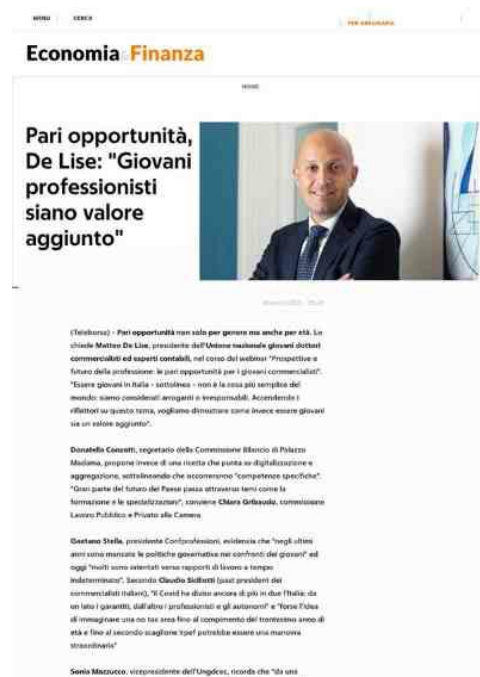 MENU CERCA
PER ABBONARSI
Economia&Finanza
HOME
Pari opportunità,
De Lise: "Giovani
professionisti
siano valore
aggiunto"
(Teleborsa) - Pari opportunità non solo per genere ma anche per età. Lo
chiede Matteo De Lise, presidente dell'Unione nazionale giovani dottori
commercialisti ed esperti contabili, nel corso del webinar "Prospettive e
futuro della professione: le pari opportunità per i giovani commercialisti".
"Essere giovani in Italia - sottolinea - non è la cosa più semplice del
mondo: siamo considerati arroganti o irresponsabili. Accendendo i
riflettori su questo tema, vogliamo dimostrare come invece essere giovani
sia un valore aggiunto".
Donatella Conzatti, segretario della Commissione Bilancio di Palazzo
Madama, propone invece di una ricetta che punta su digitalizzazione e
aggregazione, sottolineando che occorreranno "competenze specifiche".
"Gran parte del futuro del Paese passa attraverso temi come la
formazione e le specializzazioni", conviene Chiara Gribaudo, commissione
Lavoro Pubblico e Privato alla Camera.
Gaetano Stella, presidente Confprofessioni, evidenzia che "negli ultimi
anni sono mancate le politiche governative nei confronti dei giovani" ed
oggi "molti sono orientati verso rapporti di lavoro a tempo
indeterminato". Secondo Claudio Siciliotti (past president dei
commercialisti italiani), "il Covid ha diviso ancora di più in due l'Italia: da
un lato i garantiti, dall'altro i professionisti e gli autonomi" e "forse l'idea
di immaginare una no tax area fino al compimento del trentesimo anno di
età e fino al secondo scaglione Irpef potrebbe essere una manovra
straordinaria"
Sonia Mazzucco, vicepresidente dell'Ungdcec, ricorda che "da una